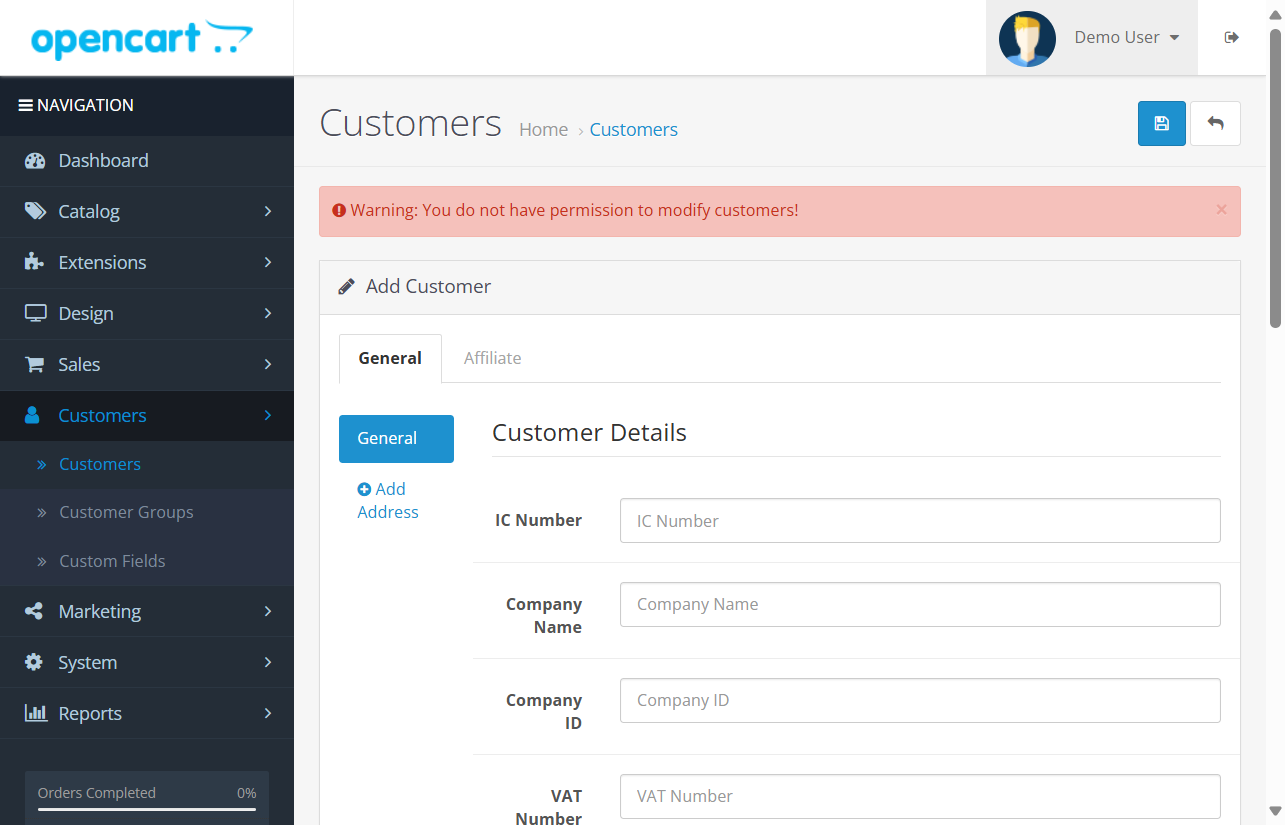 opencart
Demo User
NAVIGATION
Dashboard
Catalog
Extensions
Design
Sales
Customers
Customers
Customer Groups
Custom Fields
Marketing
System
Reports
Orders Completed 0%
Customers Home › Customers
Warning: You do not have permission to modify customers! ×
Add Customer
General Affiliate
General
Add
Address
Customer Details
IC Number IC Number
Company
Name
Company Name
Company
ID
Company ID
VAT
Number
VAT Number